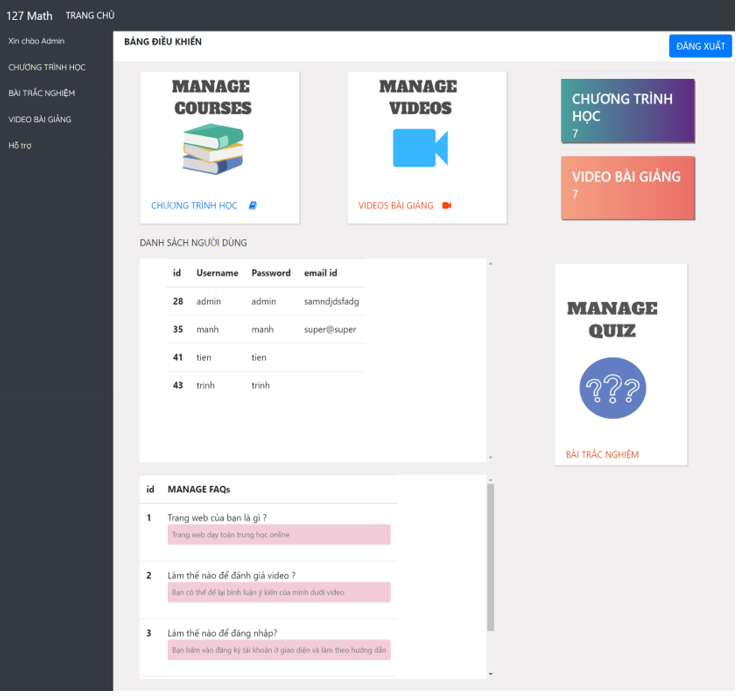 127 Math TRANG CHỦ
Xin chào Admin
CHƯƠNG TRÌNH HỌC
BÀI TRẮC NGHIỆM
VIDEO BÀI GIẢNG
Hỗ trợ
BẢNG ĐIỀU KHIỂN
ĐĂNG XUẤT
MANAGE
COURSES
CHƯƠNG TRÌNH HỌC
MANAGE
VIDEOS
VIDEOS BÀI GIẢNG
CHƯƠNG TRÌNH
HỌC
7
VIDEO BÀI GIẢNG
7
DANH SÁCH NGƯỜI DÙNG
id Username Password email id
28 admin admin samndjdsfadg
35 manh manh super@super
41 tien tien
43 trinh trinh
MANAGE
QUIZ
???
BÀI TRẮC NGHIỆM
id MANAGE FAQs
1 Trang web của bạn là gì ?
Trang web dạy toán trung học online
2 Làm thế nào để đánh giá video ?
Bạn có thể để lại bình luận ý kiến của mình dưới video
3 Làm thế nào để đăng nhập?
Bạn bấm vào đăng ký tài khoản ở giao diện và làm theo hướng dẫn